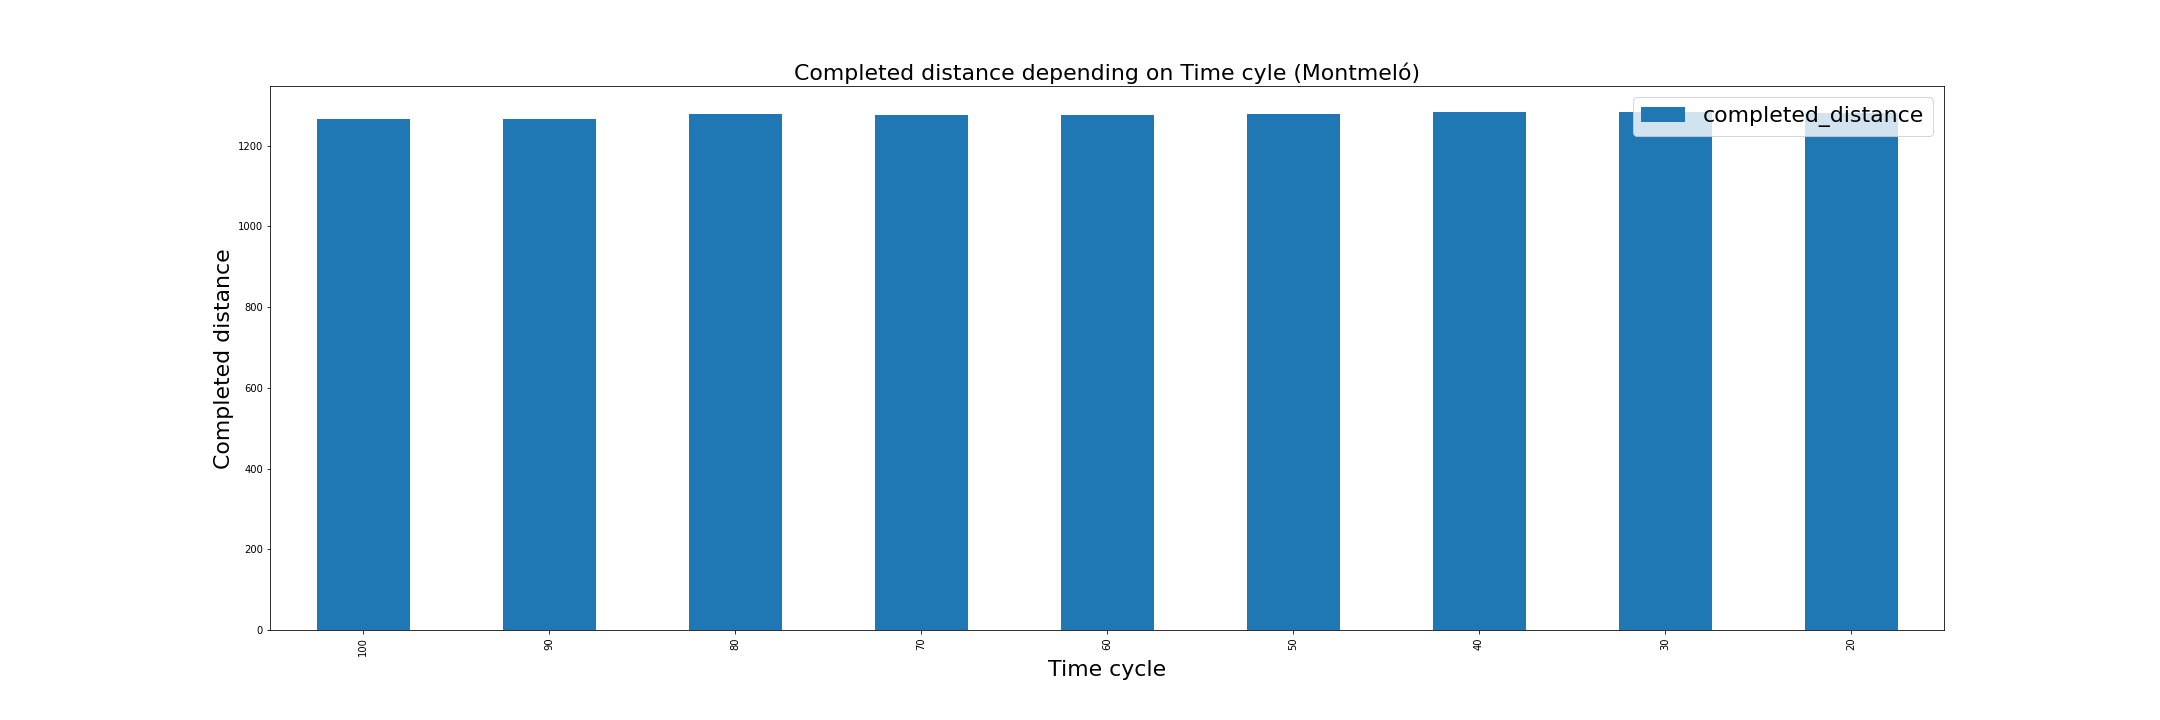 Completed distance depending on Time cyle (Montmeló)
completed_distance
Completed distance
1200
1000
800
600
400
200
0
100 90 80 70 60 50 40 30 20
Time cycle